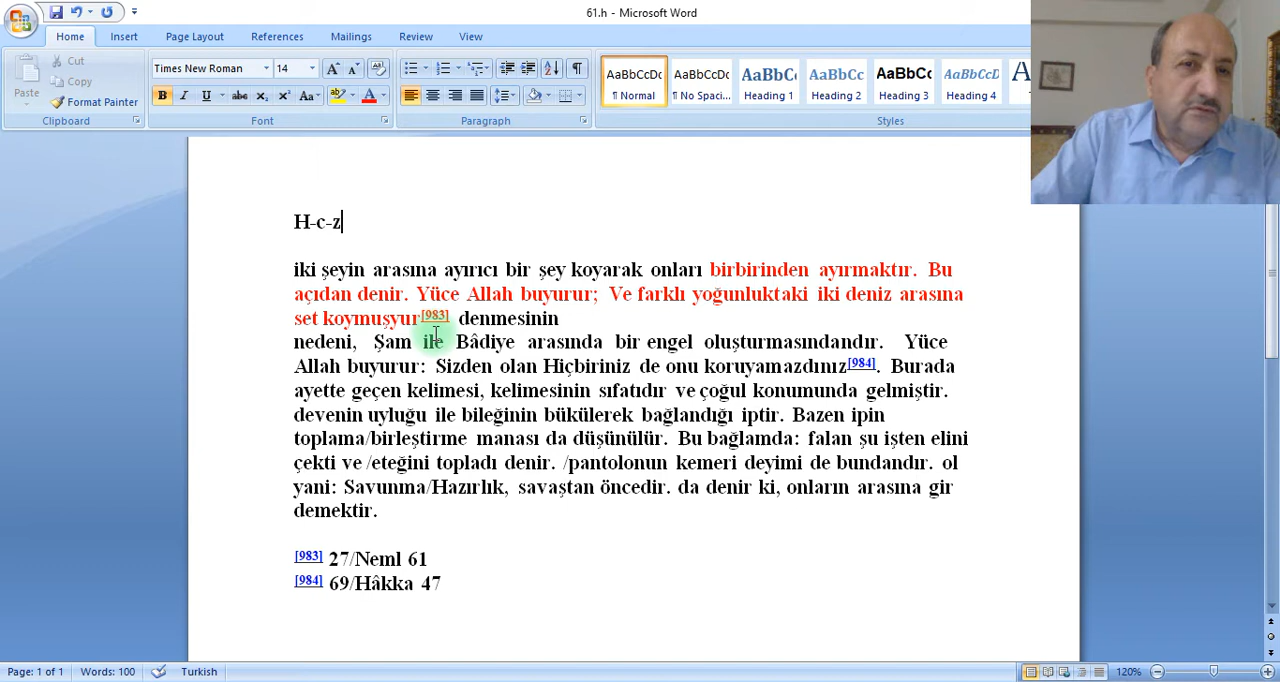 61.h - Microsoft Word
Home Insert Page Layout References Mailings Review View
Paste
Cut
Copy
Format Painter
Clipboard
Times New Roman 14
B I U abe x₂ x² Aa
Font
Paragraph
AaBbCcDc AaBbCcDc AaBbC AaBbCc AaBbCc AaBbCcD
¶ Normal ¶ No Spaci... Heading 1 Heading 2 Heading 3 Heading 4
Styles
H-c-z
iki şeyin arasına ayırıcı bir şey koyarak onları birbirinden ayırmaktır. Bu
açıdan denir. Yüce Allah buyurur; Ve farklı yoğunluktaki iki deniz arasına
set koymuşyur[983] denmesinin
nedeni, Şam ile Bâdiye arasında bir engel oluşturmasındandır. Yüce
Allah buyurur: Sizden olan Hiçbiriniz de onu koruyamazdınız[984]. Burada
ayette geçen kelimesi, kelimesinin sıfatıdır ve çoğul konumunda gelmiştir.
devenin uyluğu ile bileğinin bükülerek bağlandığı iptir. Bazen ipin
toplama/birleştirme manası da düşünülür. Bu bağlamda: falan şu işten elini
çekti ve /eteğini topladı denir. /pantolonun kemeri deyimi de bundandır. ol
yani: Savunma/Hazırlık, savaştan öncedir. da denir ki, onların arasına gir
demektir.
[983] 27/Neml 61
[984] 69/Hâkka 47
Page: 1 of 1 Words: 100 Turkish 120%